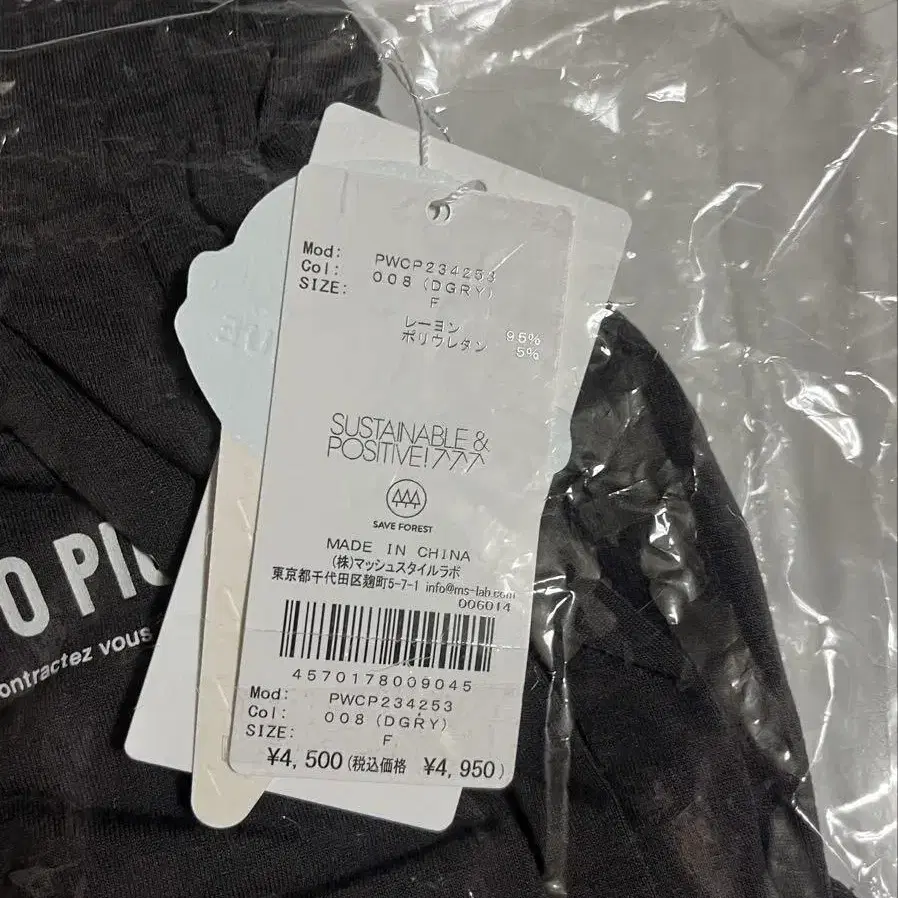 Mod: PWCP234253
Col: 008 (DGRY)
SIZE: F
レーヨン 95%
ポリウレタン 5%
SUSTAINABLE &
POSITIVE!
SAVE FOREST
MADE IN CHINA
(株)マッシュスタイルラボ
東京都千代田区麹町5-7-1 info@ms-lab.com
006014
4570178009045
Mod: PWCP234253
Col: 008 (DGRY)
SIZE: F
¥4,500 (税込価格 ¥4,950)
O PI
ontractez vous